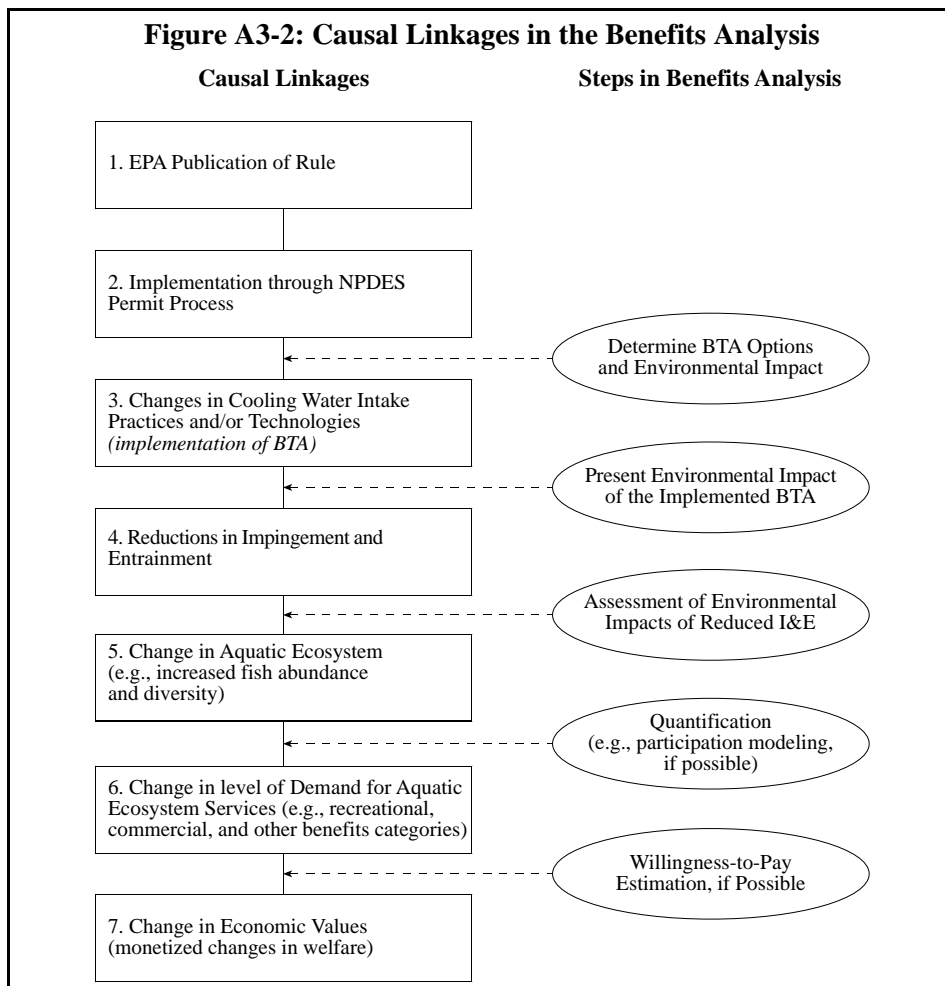 Figure A3-2: Causal Linkages in the Benefits Analysis
Causal Linkages
Steps in Benefits Analysis
1. EPA Publication of Rule
2. Implementation through NPDES
Permit Process
Determine BTA Options
and Environmental Impact
3. Changes in Cooling Water Intake
Practices and/or Technologies
(implementation of BTA)
Present Environmental Impact
of the Implemented BTA
4. Reductions in Impingement and
Entrainment
Assessment of Environmental
Impacts of Reduced I&E
5. Change in Aquatic Ecosystem
(e.g., increased fish abundance
and diversity)
Quantification
(e.g., participation modeling,
if possible)
6. Change in level of Demand for Aquatic
Ecosystem Services (e.g., recreational,
commercial, and other benefits categories)
Willingness-to-Pay
Estimation, if Possible
7. Change in Economic Values
(monetized changes in welfare)